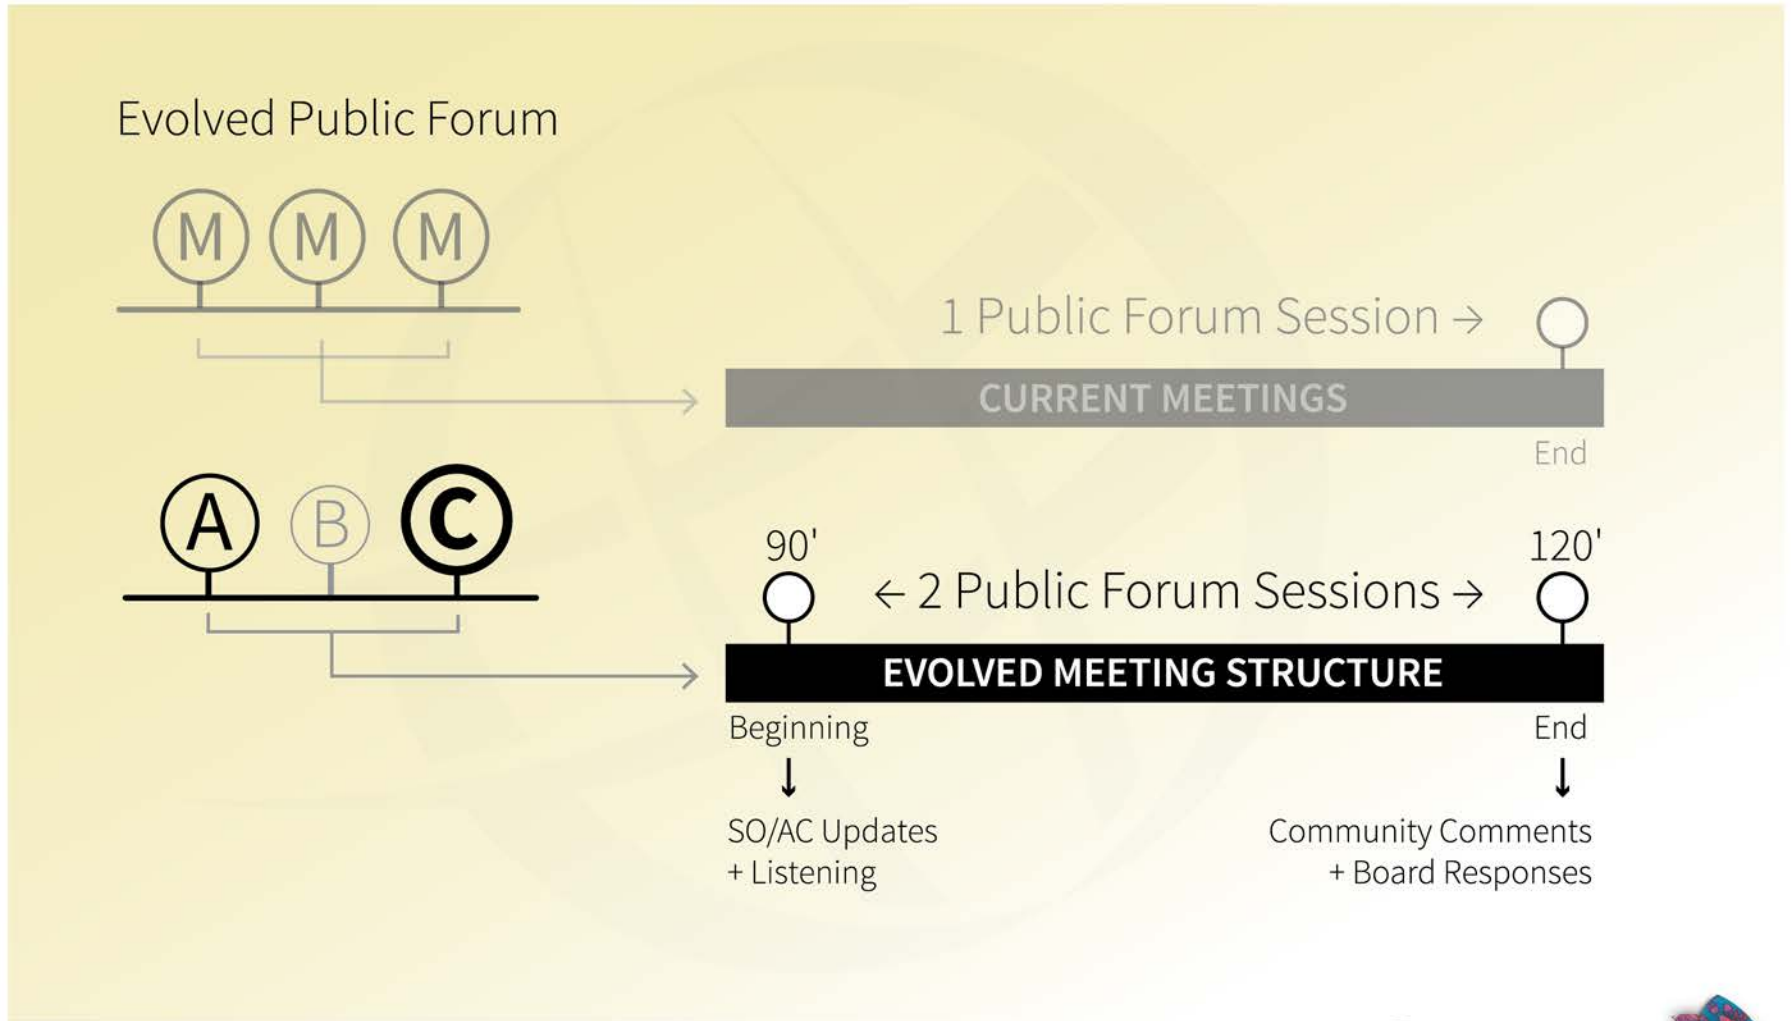 Evolved Public Forum
M M M
1 Public Forum Session →
CURRENT MEETINGS
End
A B C
90' 120'
← 2 Public Forum Sessions →
EVOLVED MEETING STRUCTURE
Beginning End
SO/AC Updates
+ Listening
Community Comments
+ Board Responses